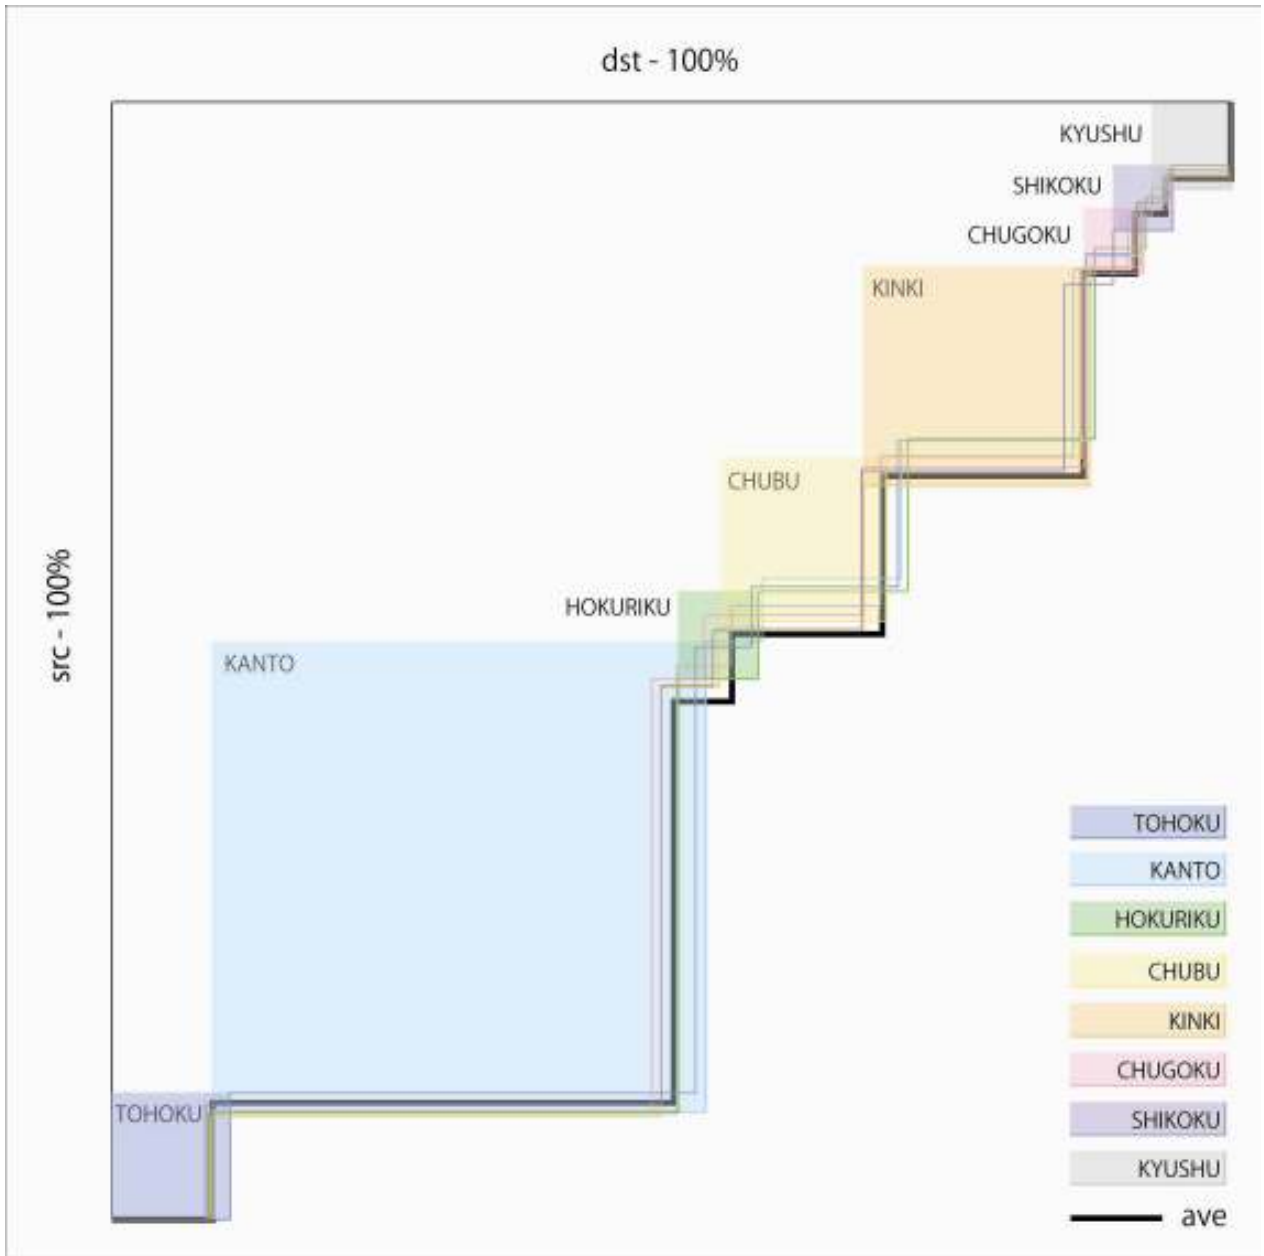 dst - 100%
KYUSHU
SHIKOKU
CHUGOKU
KINKI
CHUBU
HOKURIKU
src - 100%
KANTO
TOHOKU
TOHOKU
KANTO
HOKURIKU
CHUBU
KINKI
CHUGOKU
SHIKOKU
KYUSHU
ave